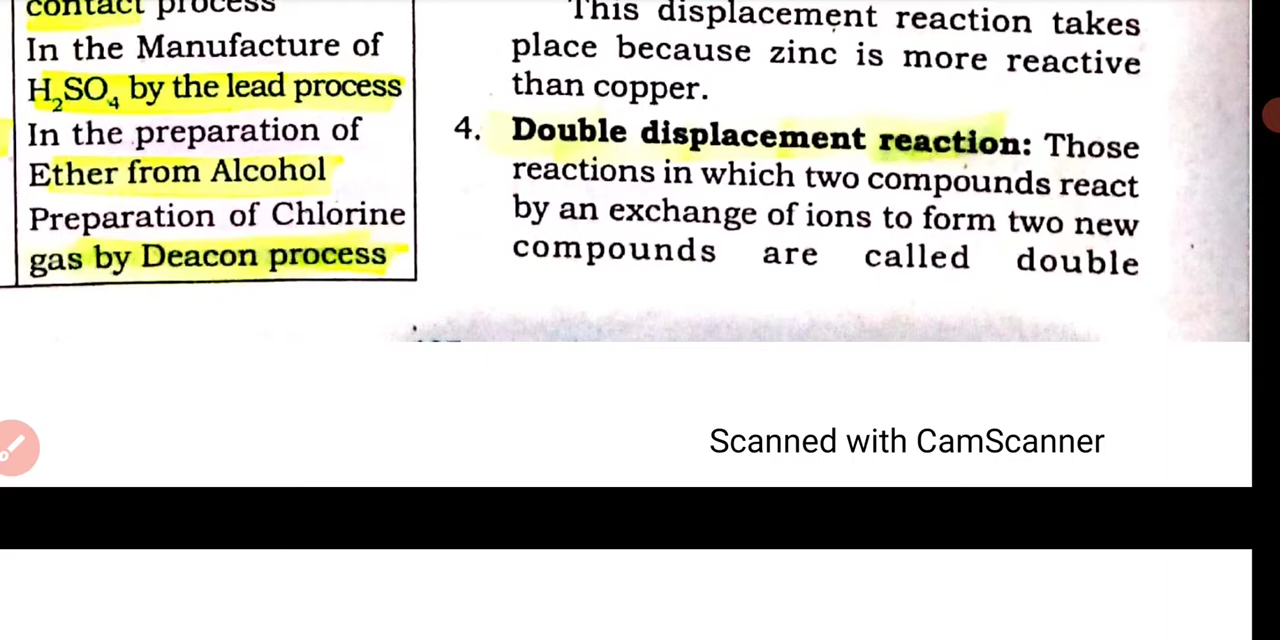 contact process
In the Manufacture of
H₂SO₄ by the lead process
In the preparation of
Ether from Alcohol
Preparation of Chlorine
gas by Deacon process
This displacement reaction takes
place because zinc is more reactive
than copper.
4. Double displacement reaction: Those
reactions in which two compounds react
by an exchange of ions to form two new
compounds are called double
Scanned with CamScanner